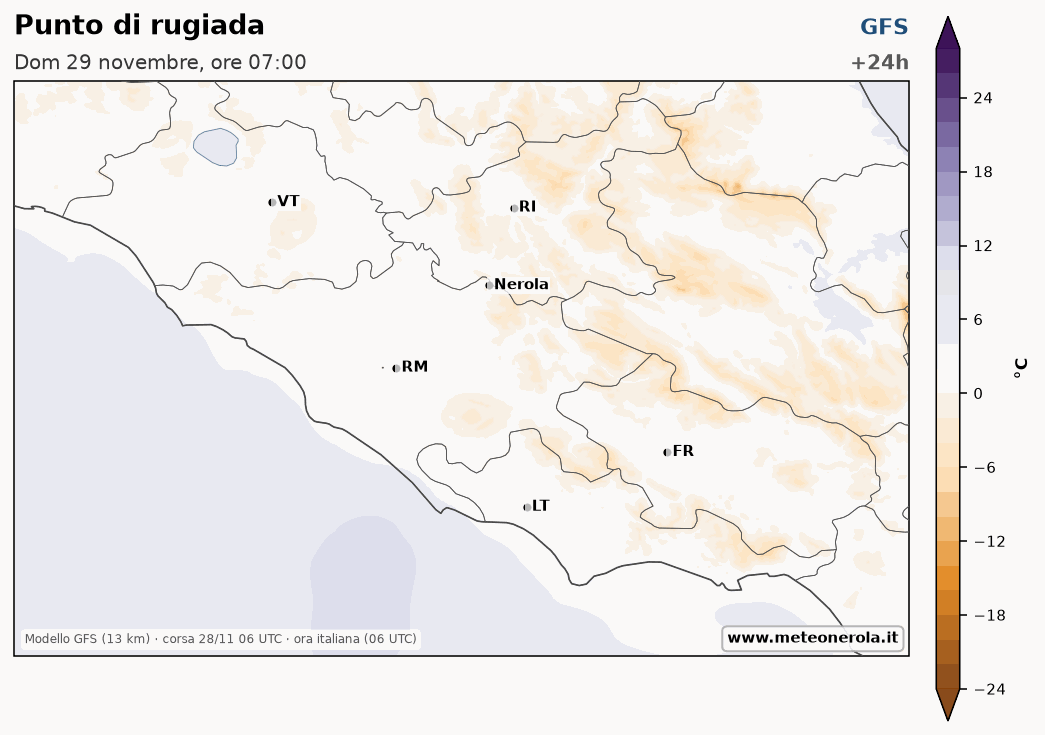 Punto di rugiada
GFS
Dom 29 novembre, ore 07:00
+24h
VT
RI
Nerola
RM
FR
LT
24
18
12
6
0
−6
−12
−18
−24
°C
Modello GFS (13 km) · corsa 28/11 06 UTC · ora italiana (06 UTC)
www.meteonerola.it